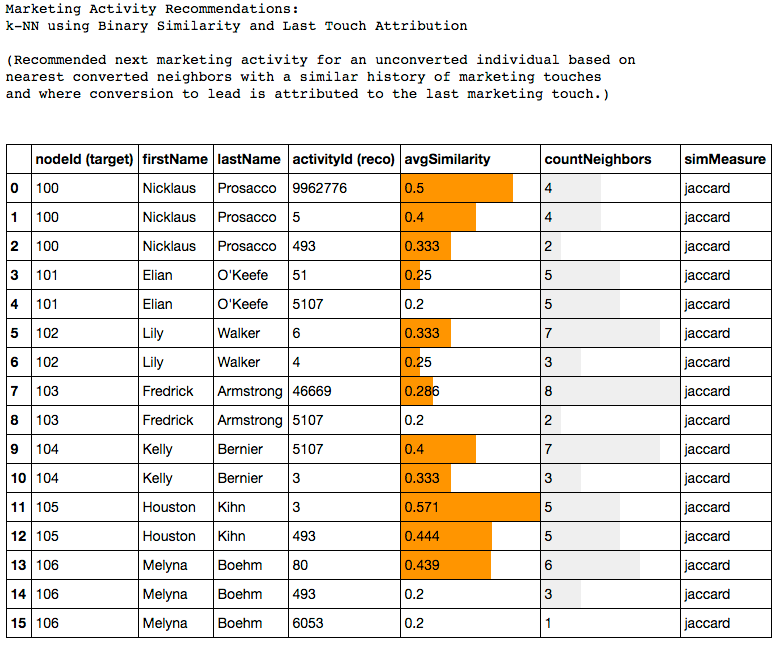 Marketing Activity Recommendations:
k-NN using Binary Similarity and Last Touch Attribution
(Recommended next marketing activity for an unconverted individual based on
nearest converted neighbors with a similar history of marketing touches
and where conversion to lead is attributed to the last marketing touch.)
nodeId (target) firstName lastName activityId (reco) avgSimilarity countNeighbors simMeasure
0 100 Nicklaus Prosacco 9962776 0.5 4 jaccard
1 100 Nicklaus Prosacco 5 0.4 4 jaccard
2 100 Nicklaus Prosacco 493 0.333 2 jaccard
3 101 Elian O'Keefe 51 0.25 5 jaccard
4 101 Elian O'Keefe 5107 0.2 5 jaccard
5 102 Lily Walker 6 0.333 7 jaccard
6 102 Lily Walker 4 0.25 3 jaccard
7 103 Fredrick Armstrong 46669 0.286 8 jaccard
8 103 Fredrick Armstrong 5107 0.2 2 jaccard
9 104 Kelly Bernier 5107 0.4 7 jaccard
10 104 Kelly Bernier 3 0.333 3 jaccard
11 105 Houston Kihn 3 0.571 5 jaccard
12 105 Houston Kihn 493 0.444 5 jaccard
13 106 Melyna Boehm 80 0.439 6 jaccard
14 106 Melyna Boehm 493 0.2 3 jaccard
15 106 Melyna Boehm 6053 0.2 1 jaccard